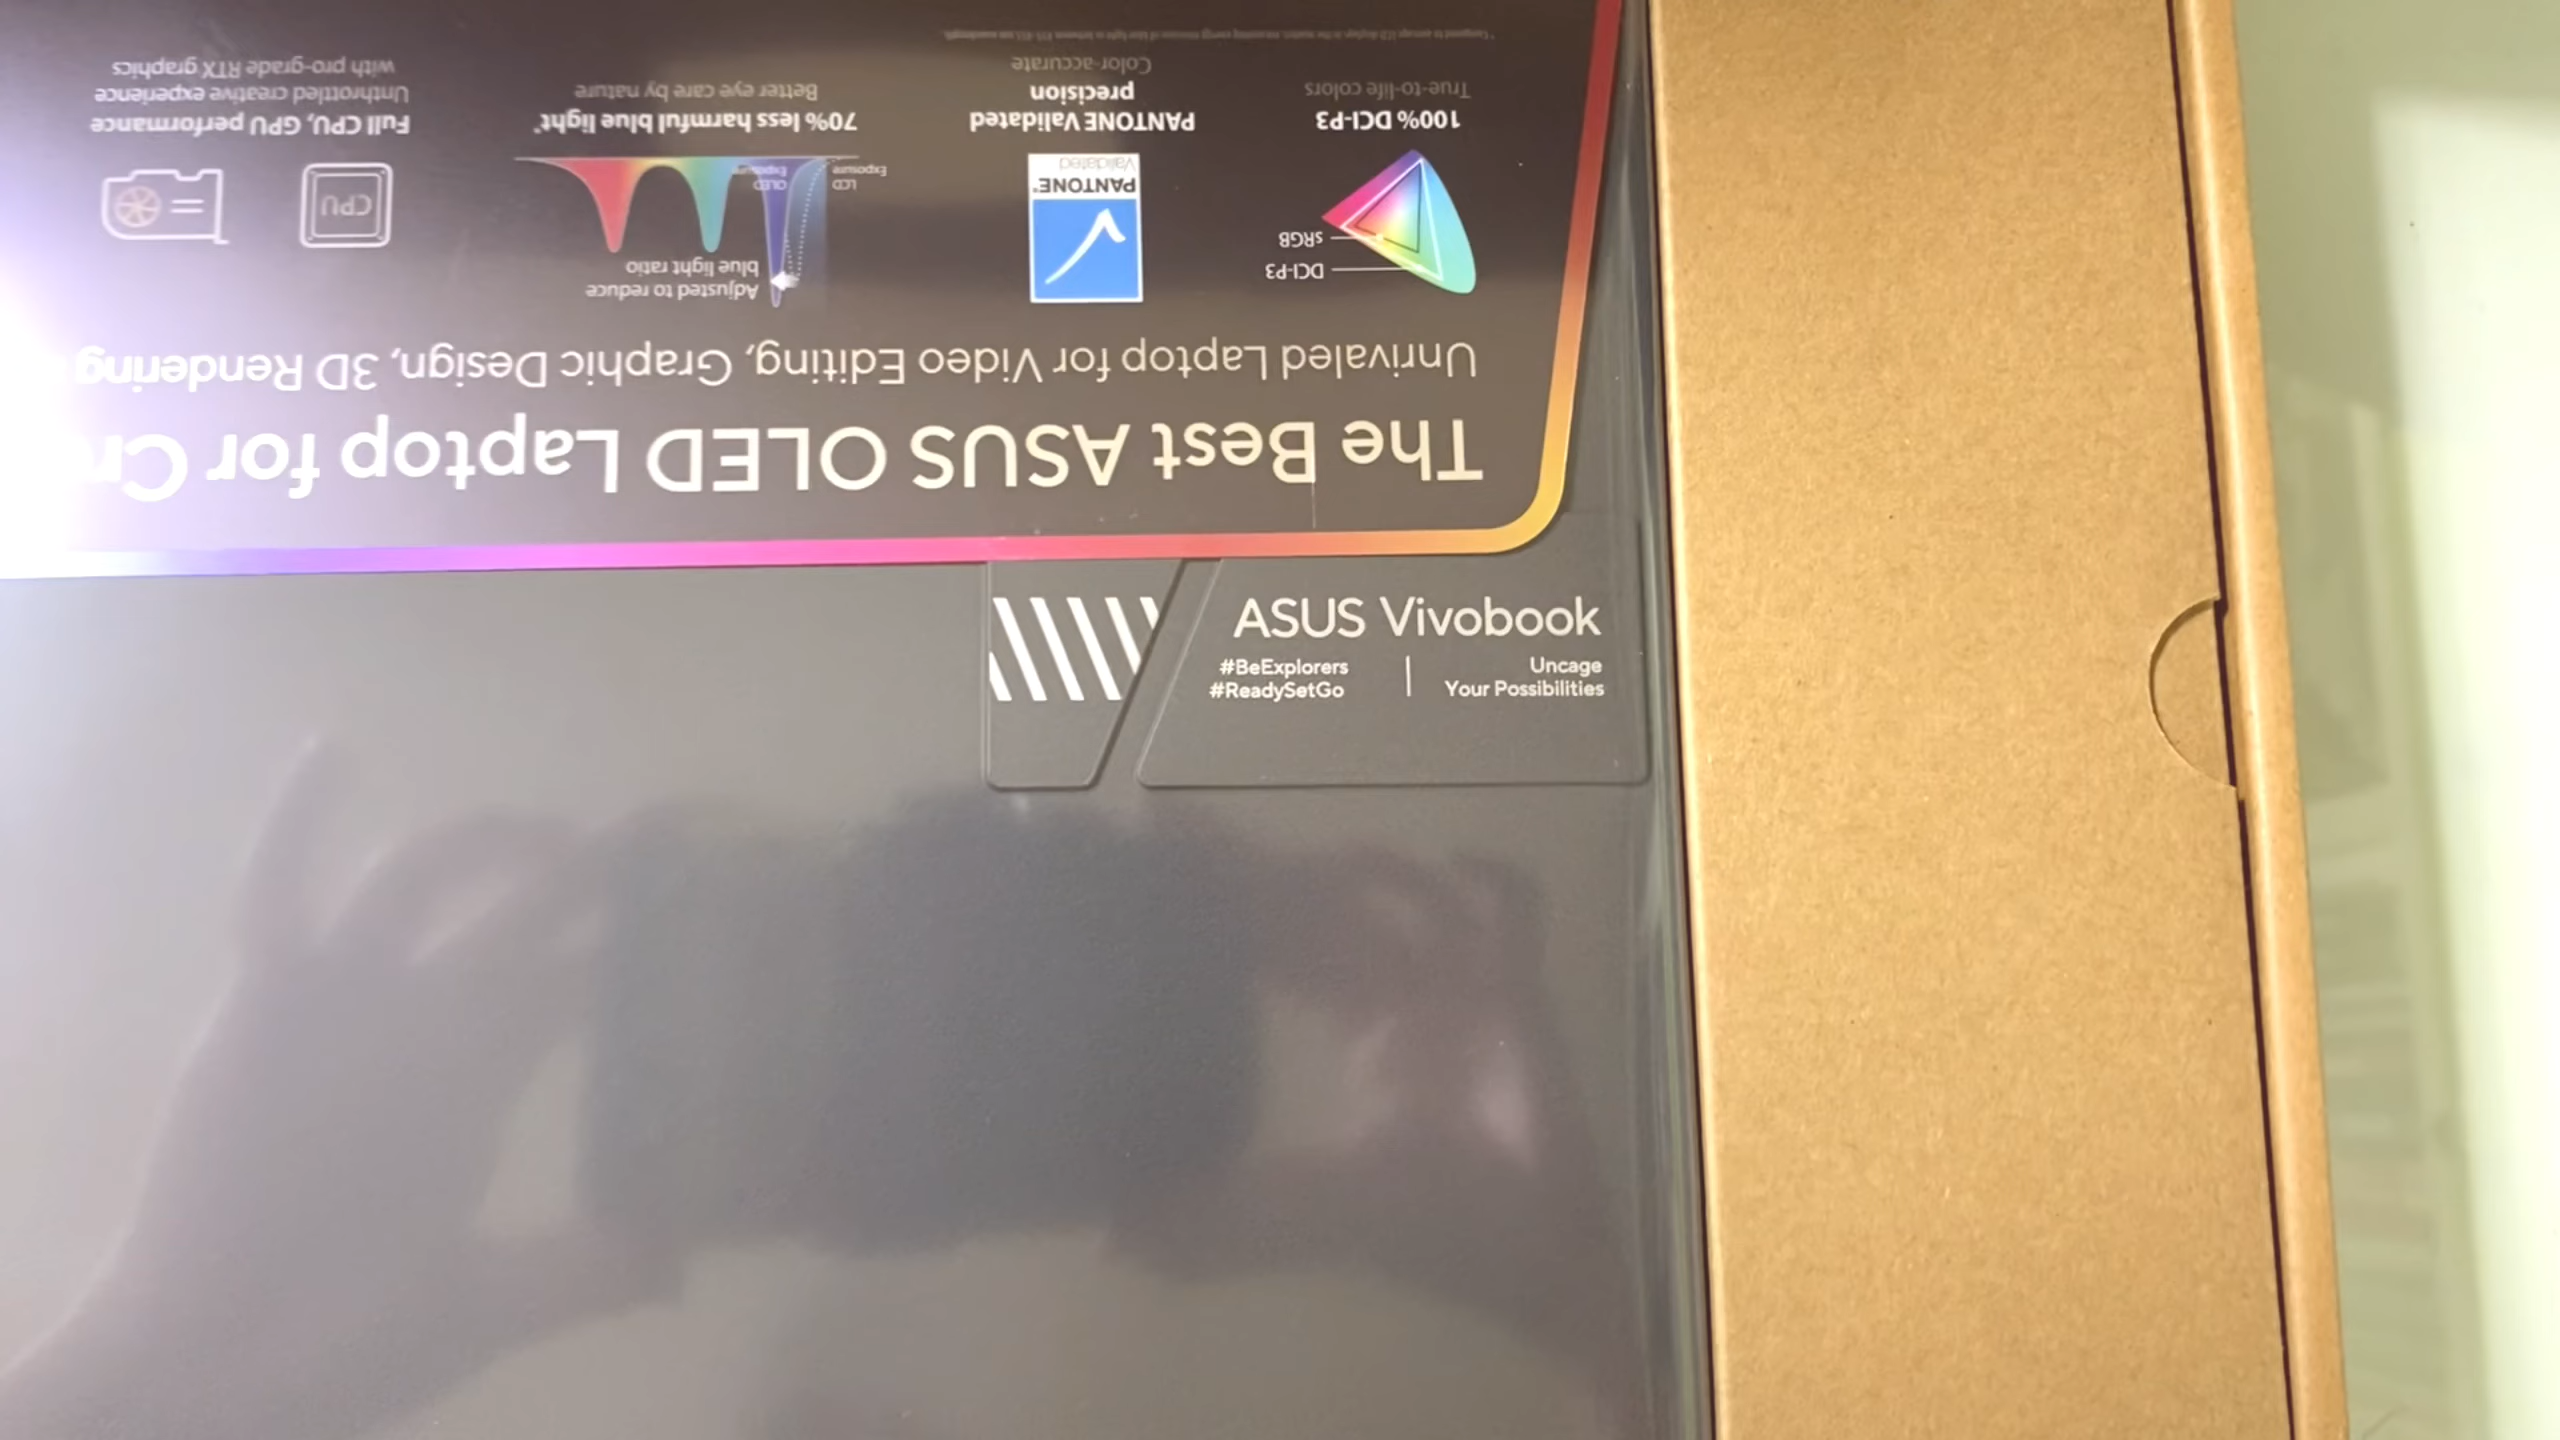 The Best ASUS OLED Laptop for Cr
Unrivaled Laptop for Video Editing, Graphic Design, 3D Rendering
DCI-P3
sRGB
100% DCI-P3
True-to-life colors
PANTONE®
Validated
PANTONE Validated
precision
Color-accurate
Adjusted to reduce
blue light ratio
LCD
Exposure
OLED
Exposure
70% less harmful blue light*
Better eye care by nature
CPU
Full CPU, GPU performance
Unthrottled creative experience
with pro-grade RTX graphics
ASUS Vivobook
#BeExplorers
#ReadySetGo
Uncage
Your Possibilities